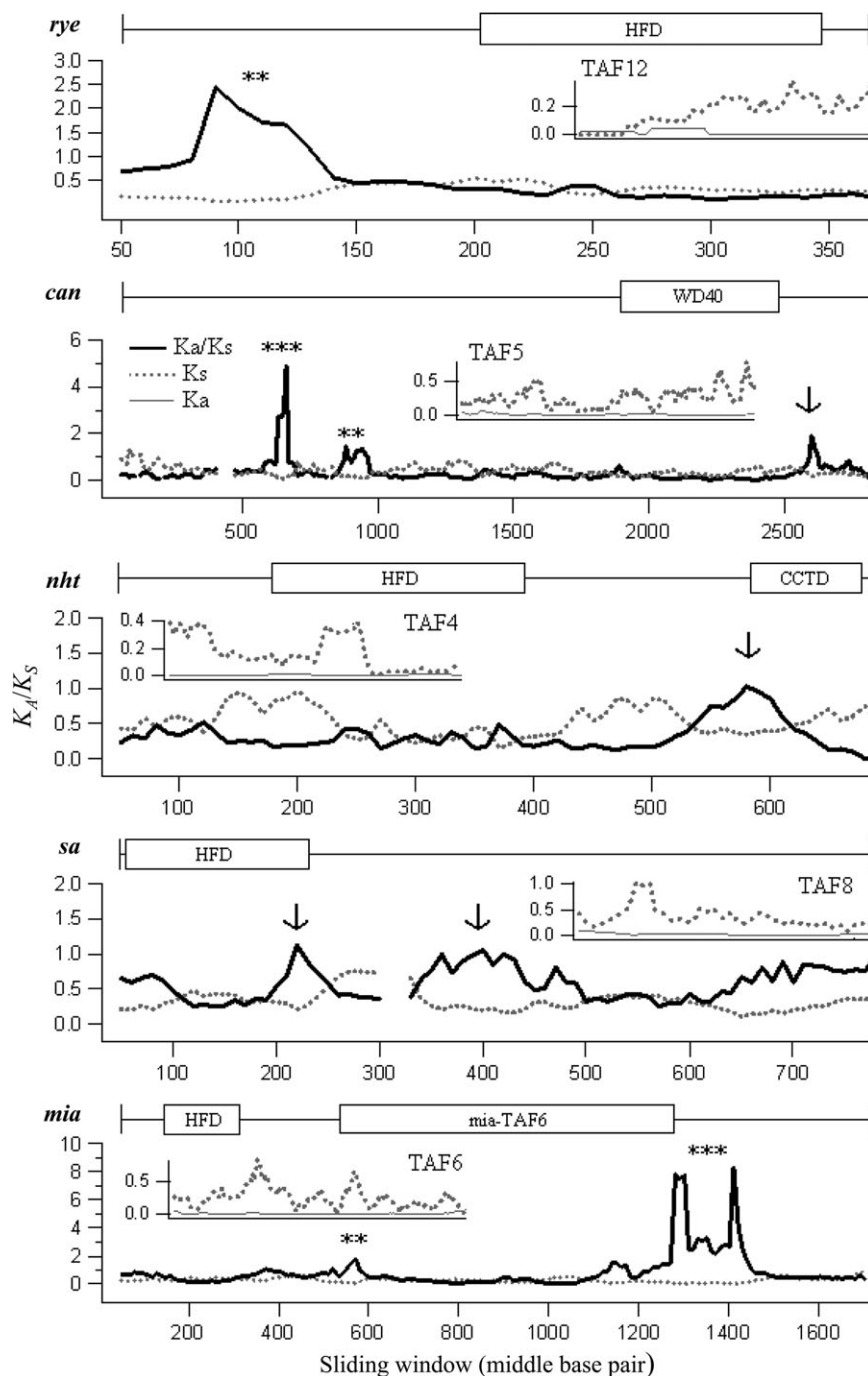 rye HFD
3.0
2.5 ** TAF12
2.0
1.5 0.2
1.0 0.0
0.5
50 100 150 200 250 300 350
can WD40
6 Ka/Ks *** TAF5
Ks 0.5
4 Ka 0.0
2 **
0
500 1000 1500 2000 2500
nht HFD CCTD
2.0 0.4 TAF4
1.5 0.2
1.0 0.0
0.5
0.0
100 200 300 400 500 600
KA/KS
sa HFD
2.0 1.0 TAF8
1.5 0.5
1.0 0.0
0.5
0.0
100 200 300 400 500 600 700
mia HFD mia-TAF6
10 TAF6 ***
8 0.5
6 0.0
4 **
2
0
200 400 600 800 1000 1200 1400 1600
Sliding window (middle base pair)